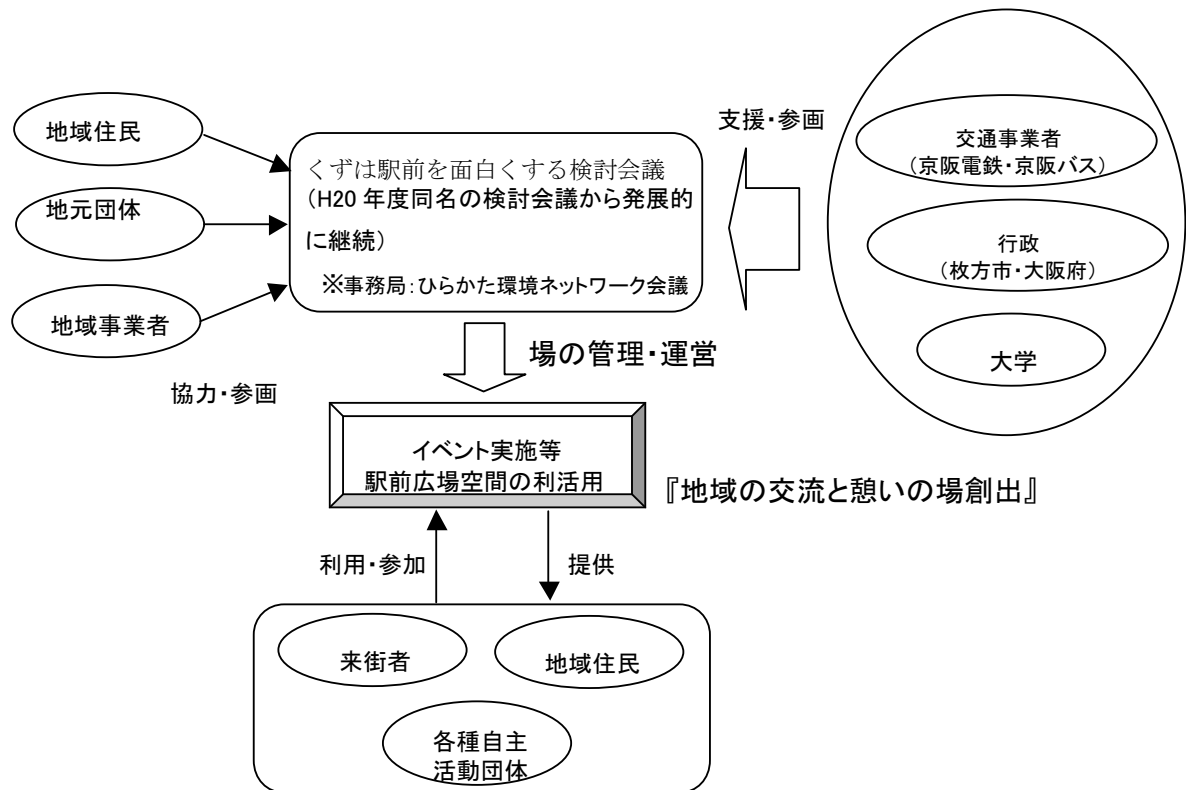 地域住民
地元団体
地域事業者
協力・参画
くずは駅前を面白くする検討会議
(H20 年度同名の検討会議から発展的
に継続)
※事務局：ひらかた環境ネットワーク会議
支援・参画
交通事業者
(京阪電鉄・京阪バス)
行政
(枚方市・大阪府)
大学
場の管理・運営
イベント実施等
駅前広場空間の利活用
『地域の交流と憩いの場創出』
利用・参加
提供
来街者
地域住民
各種自主
活動団体